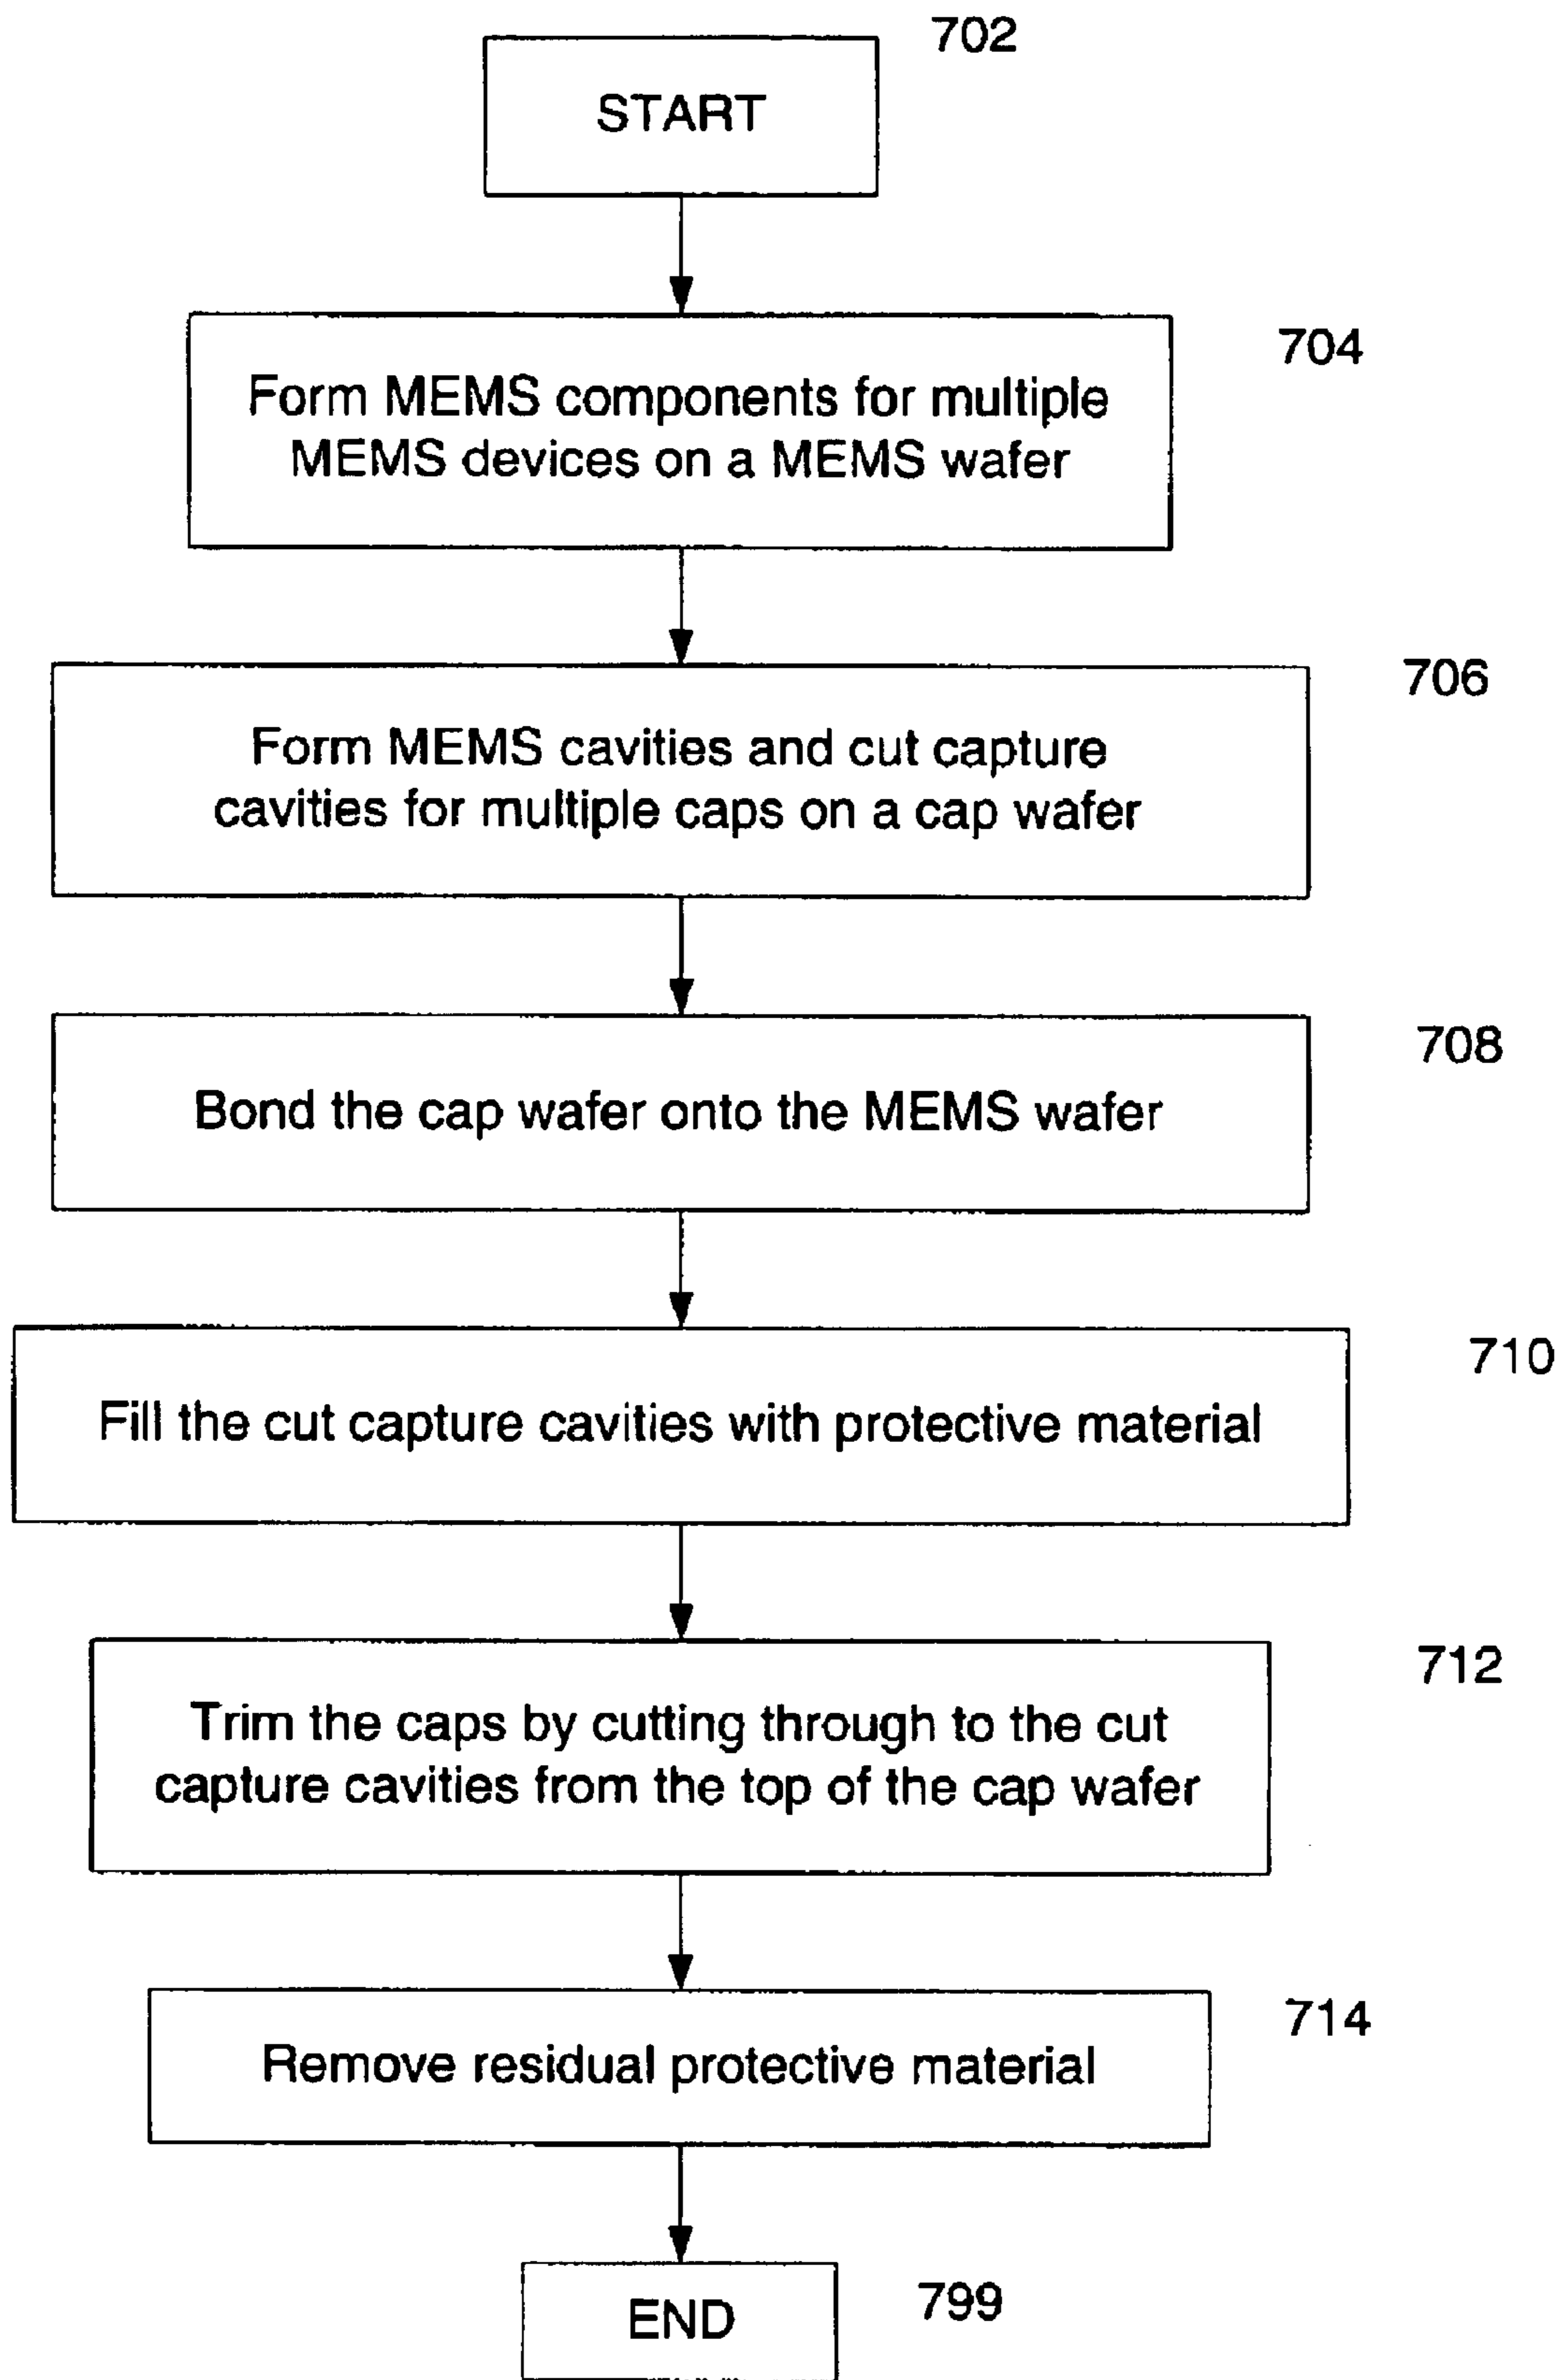 702
START
704
Form MEMS components for multiple
MEMS devices on a MEMS wafer
706
Form MEMS cavities and cut capture
cavities for multiple caps on a cap wafer
708
Bond the cap wafer onto the MEMS wafer
710
Fill the cut capture cavities with protective material
712
Trim the caps by cutting through to the cut
capture cavities from the top of the cap wafer
714
Remove residual protective material
799
END